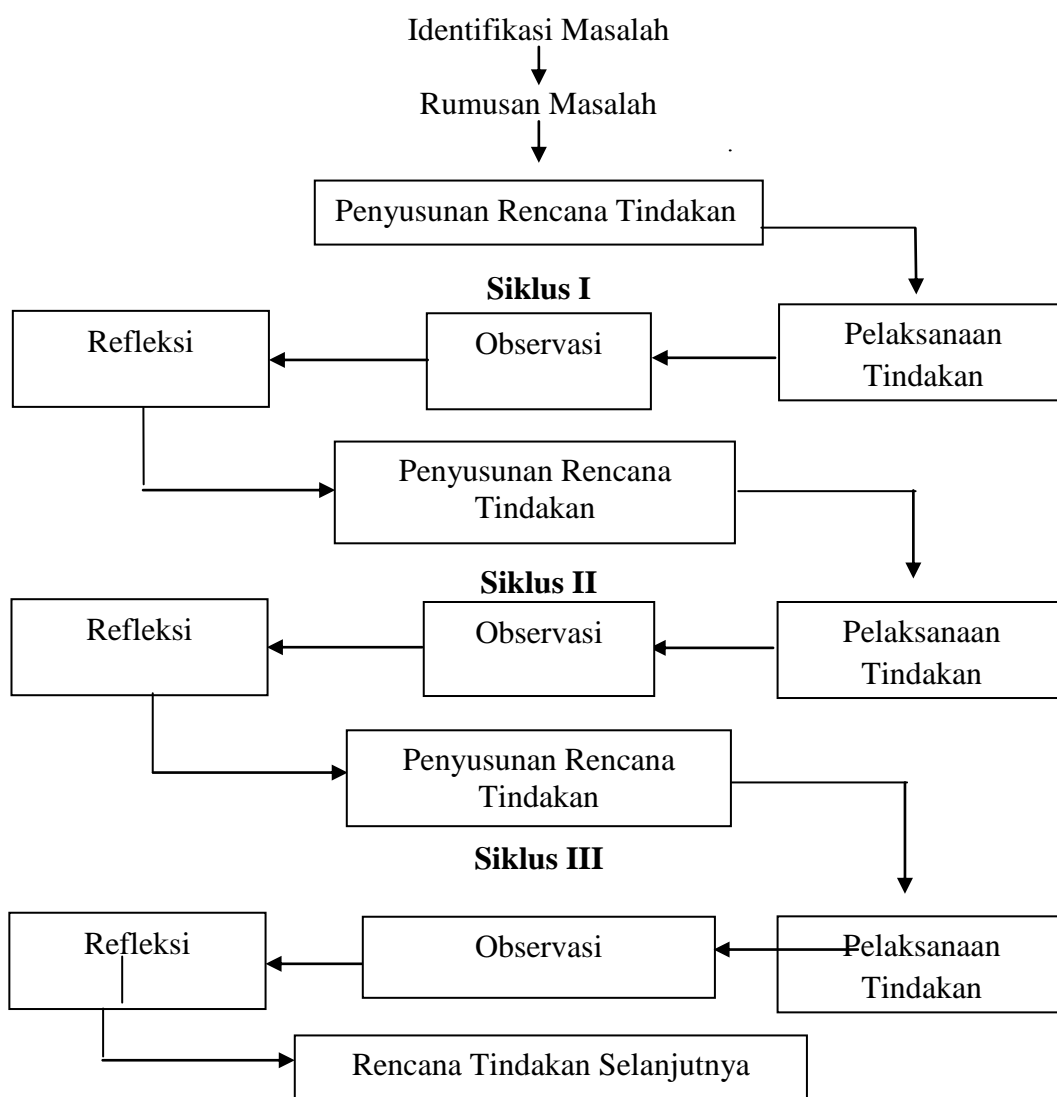 Identifikasi Masalah
Rumusan Masalah
Penyusunan Rencana Tindakan
Siklus I
Refleksi
Observasi
Pelaksanaan
Tindakan
Penyusunan Rencana
Tindakan
Siklus II
Refleksi
Observasi
Pelaksanaan
Tindakan
Penyusunan Rencana
Tindakan
Siklus III
Refleksi
Observasi
Pelaksanaan
Tindakan
Rencana Tindakan Selanjutnya